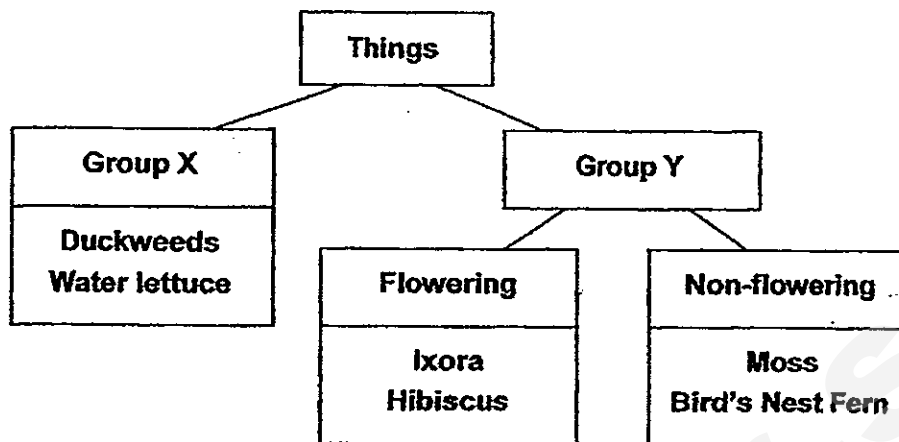 Things
Group X
Duckweeds
Water lettuce
Group Y
Flowering
Ixora
Hibiscus
Non-flowering
Moss
Bird's Nest Fern